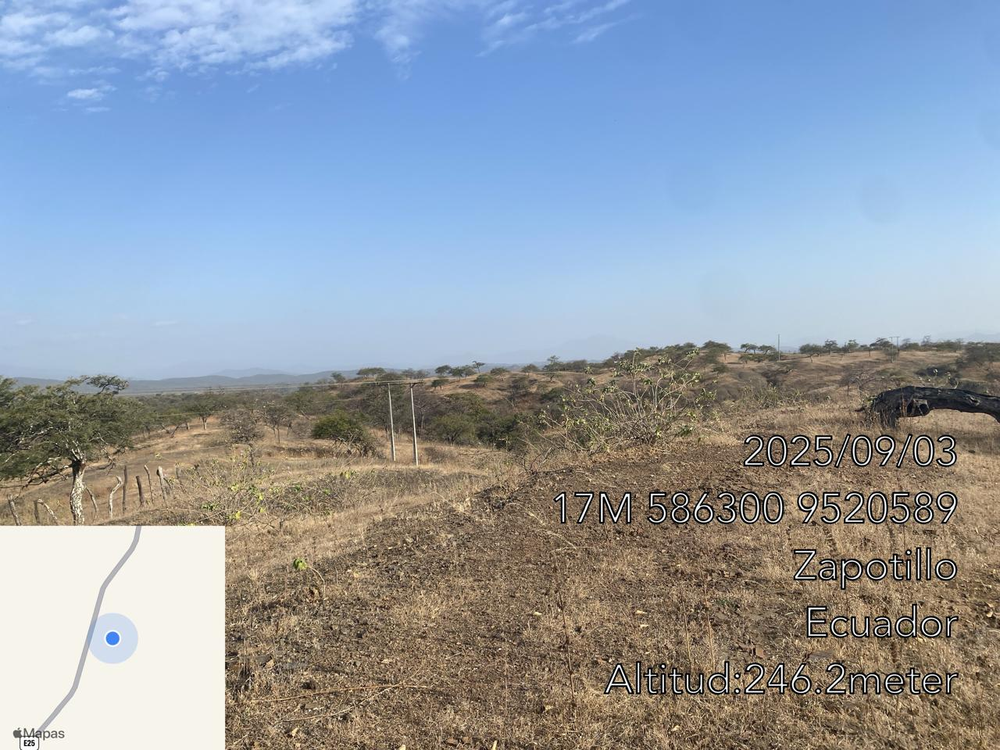 2025/09/03
17M 586300 9520589
Zapotillo
Ecuador
Altitud:246.2meter
Mapas
E25